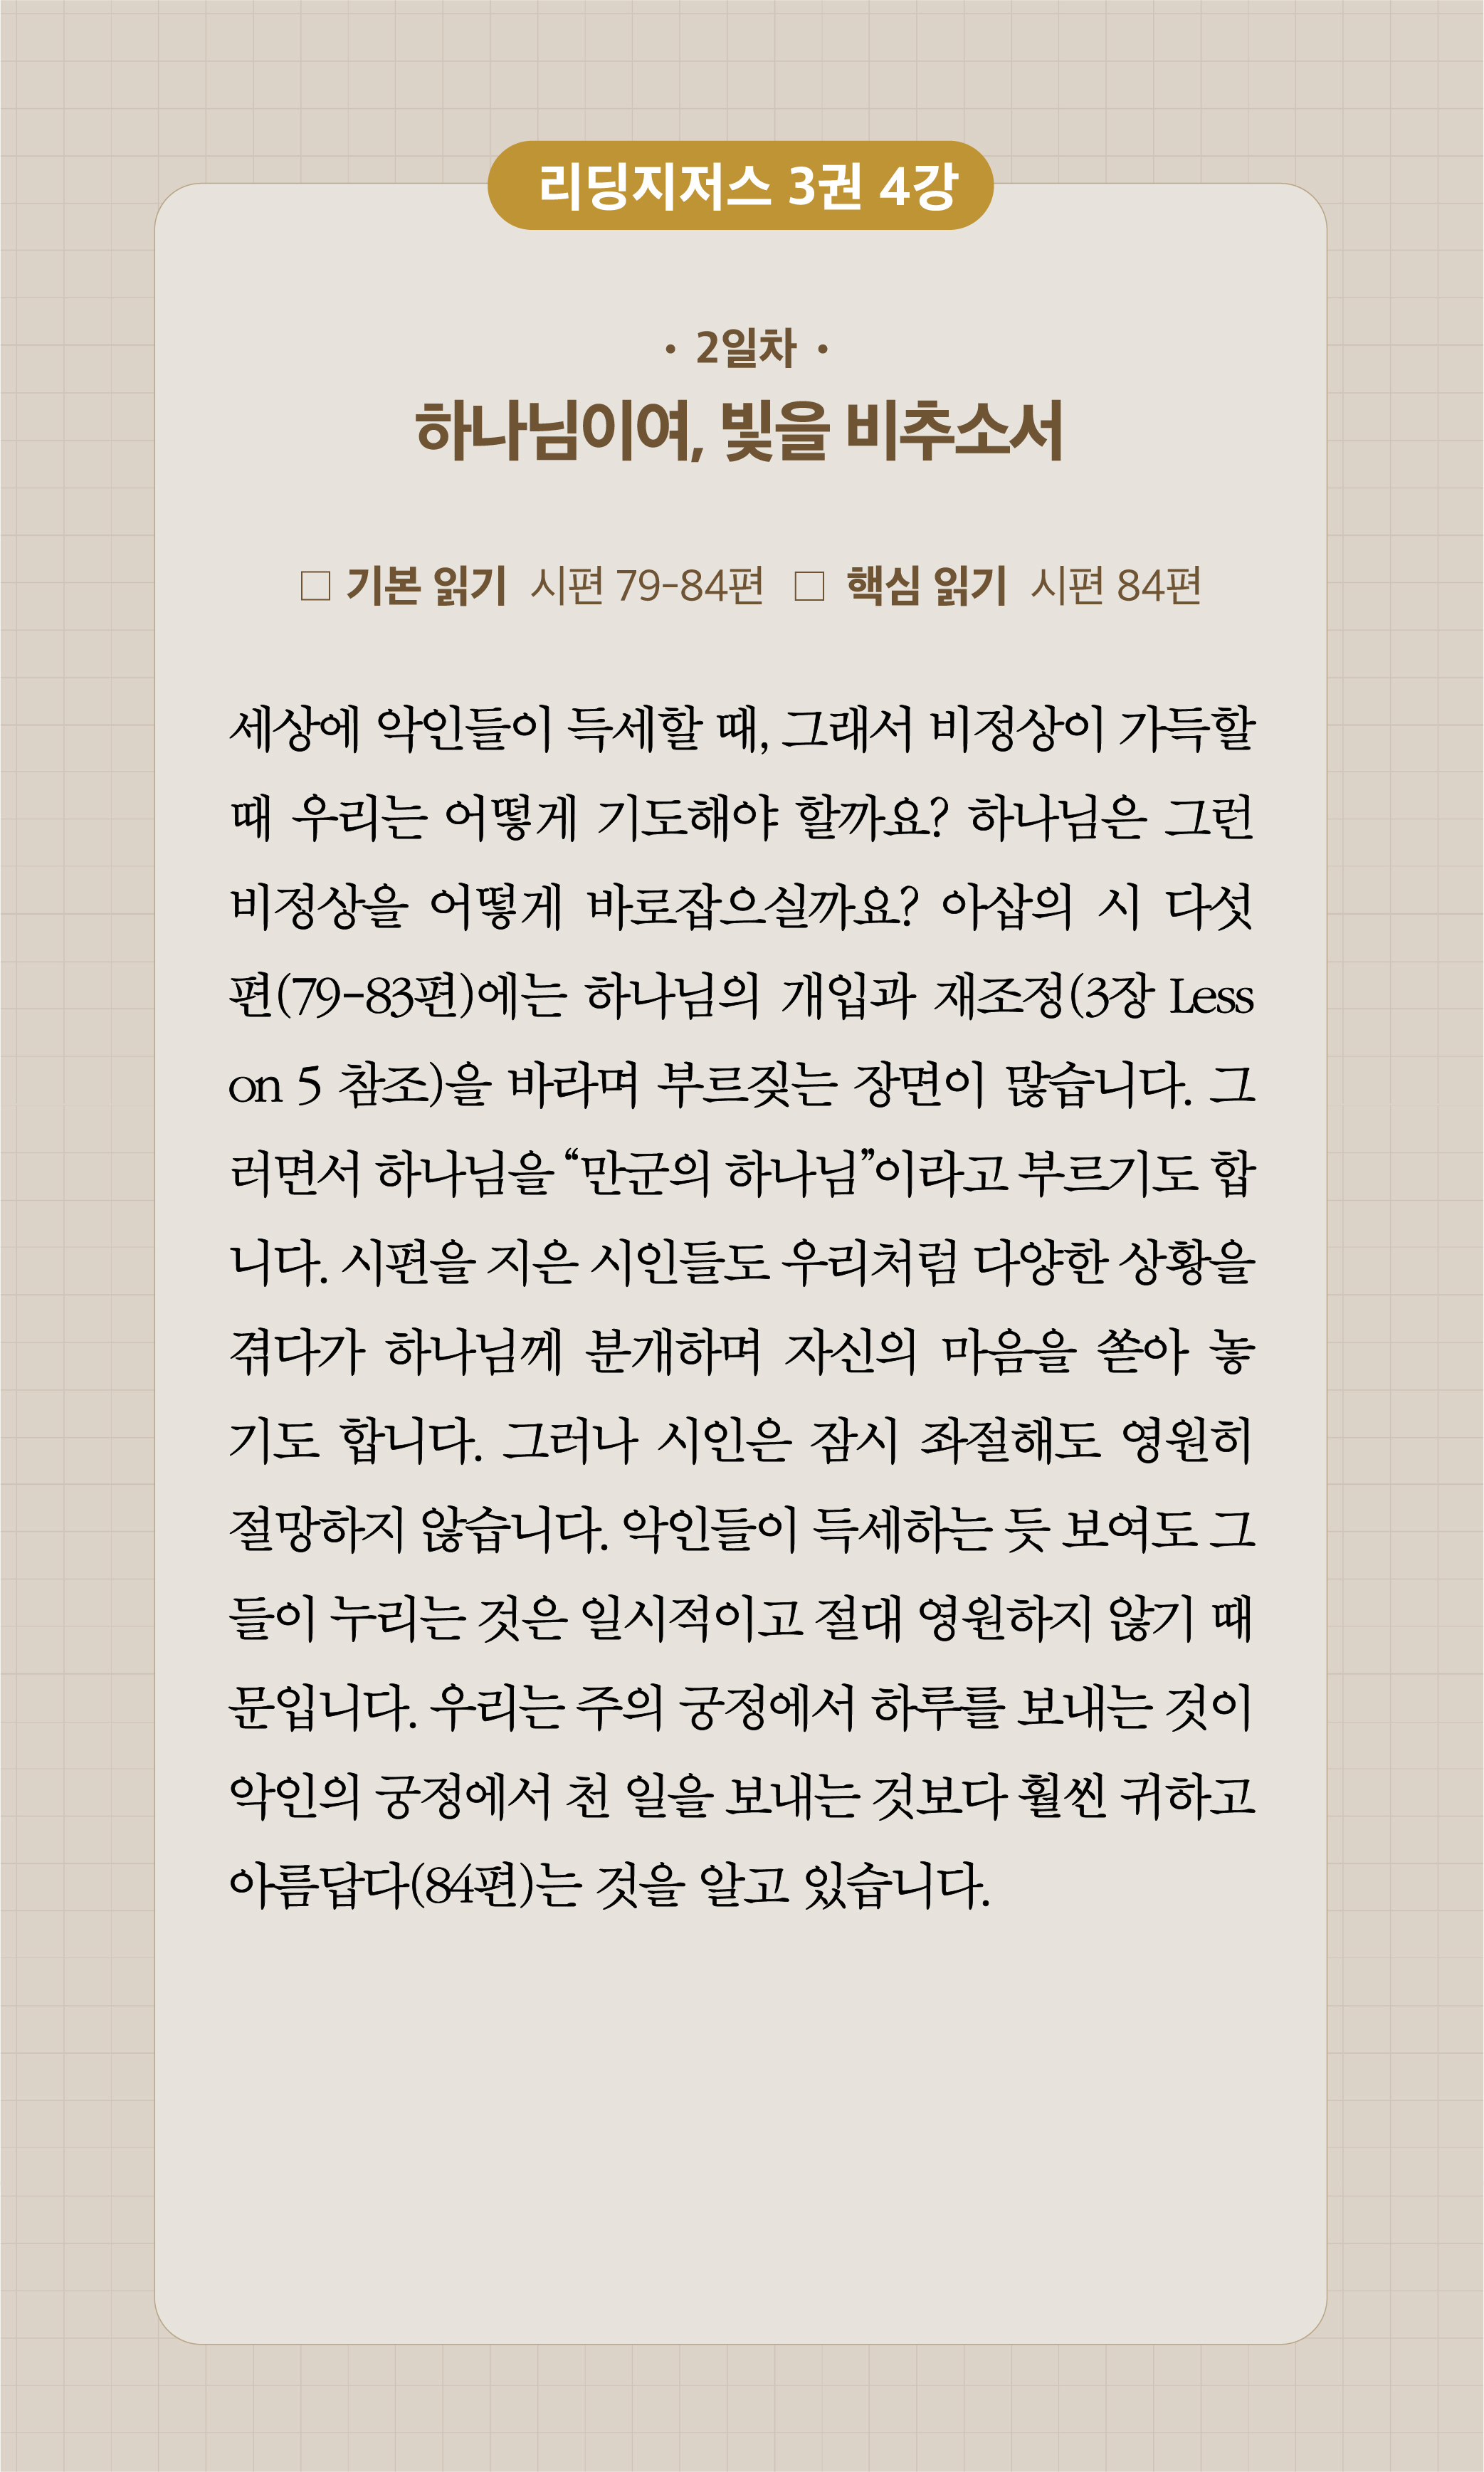 리딩지저스 3권 4강
· 2일차 ·
하나님이여, 빛을 비추소서
□ 기본 읽기 시편 79-84편 □ 핵심 읽기 시편 84편
세상에 악인들이 득세할 때, 그래서 비정상이 가득할
때 우리는 어떻게 기도해야 할까요? 하나님은 그런
비정상을 어떻게 바로잡으실까요? 아삽의 시 다섯
편(79-83편)에는 하나님의 개입과 재조정(3장 Less
on 5 참조)을 바라며 부르짖는 장면이 많습니다. 그
러면서 하나님을 “만군의 하나님”이라고 부르기도 합
니다. 시편을 지은 시인들도 우리처럼 다양한 상황을
겪다가 하나님께 분개하며 자신의 마음을 쏟아 놓
기도 합니다. 그러나 시인은 잠시 좌절해도 영원히
절망하지 않습니다. 악인들이 득세하는 듯 보여도 그
들이 누리는 것은 일시적이고 절대 영원하지 않기 때
문입니다. 우리는 주의 궁정에서 하루를 보내는 것이
악인의 궁정에서 천 일을 보내는 것보다 훨씬 귀하고
아름답다(84편)는 것을 알고 있습니다.